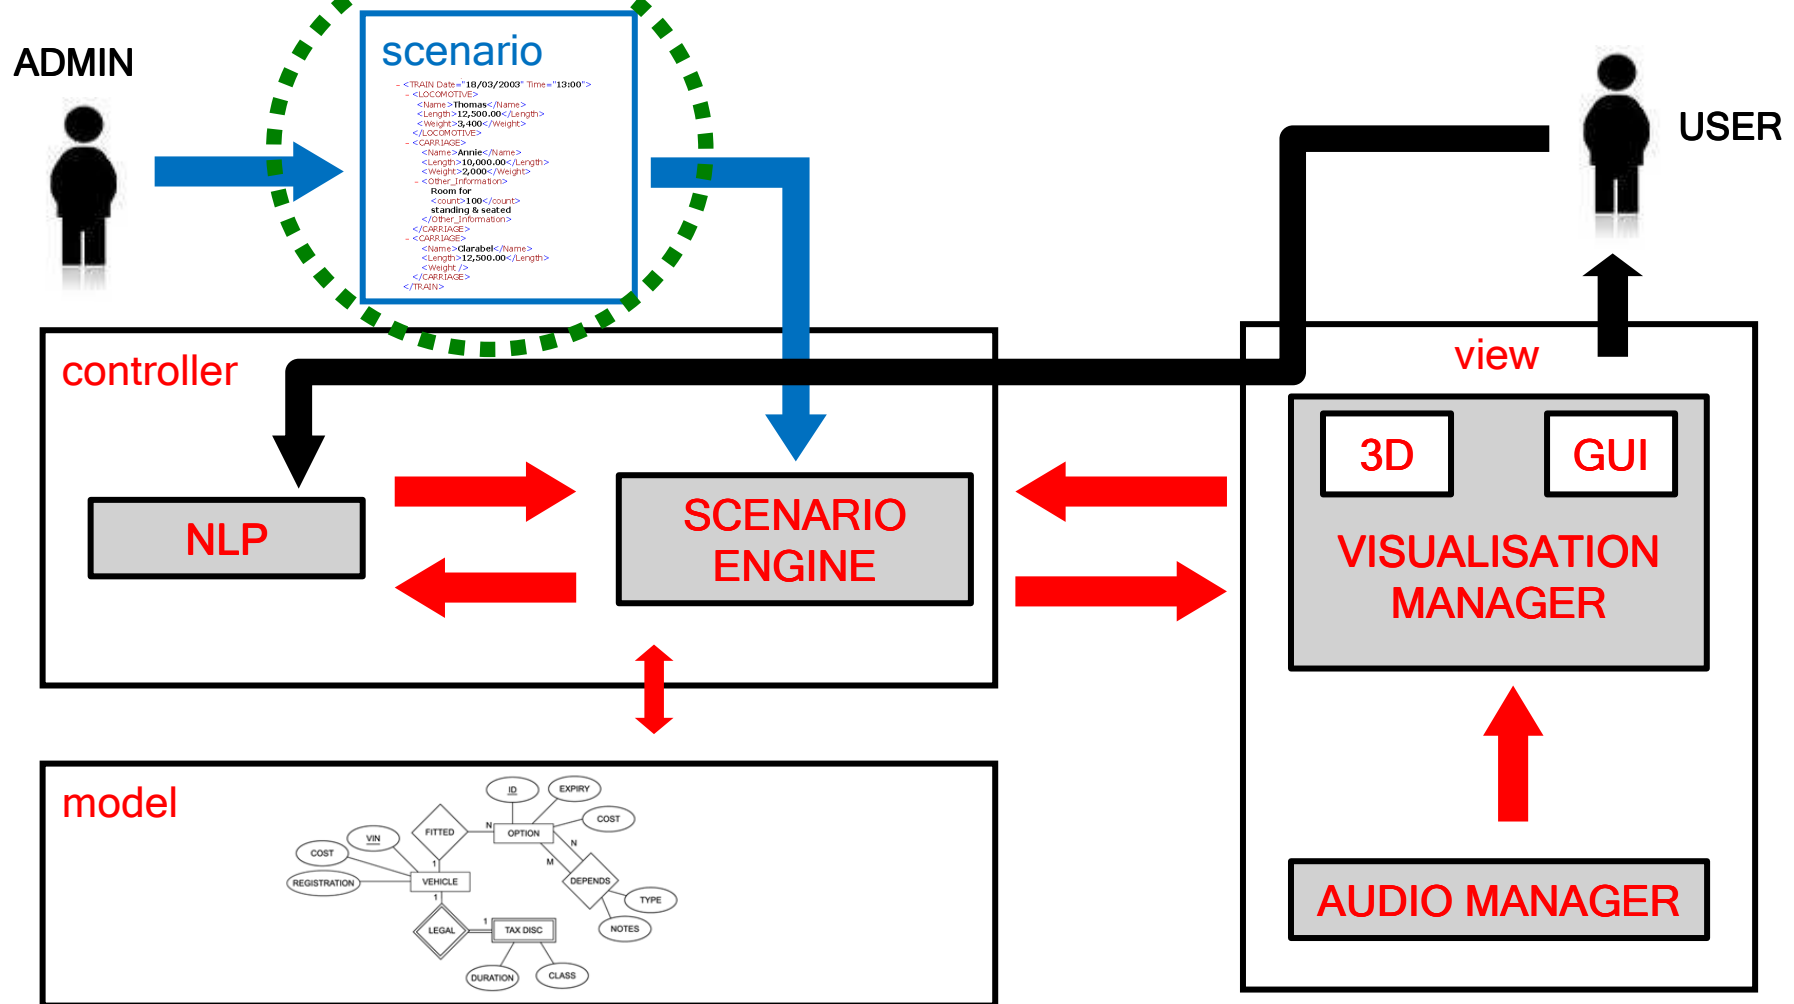 ADMIN
scenario
- <TRAIN Date="18/03/2003" Time="13:00">
- <LOCOMOTIVE>
<Name>Thomas</Name>
<Length>12,500.00</Length>
<Weight>3,400</Weight>
</LOCOMOTIVE>
- <CARRIAGE>
<Name>Annie</Name>
<Length>10,000.00</Length>
<Weight>2,000</Weight>
- <Other_Information>
Room for
<count>100</count>
standing & seated
</Other_Information>
</CARRIAGE>
- <CARRIAGE>
<Name>Clarabel</Name>
<Length>12,500.00</Length>
<Weight />
</CARRIAGE>
</TRAIN>
USER
controller
NLP
SCENARIO
ENGINE
view
3D
GUI
VISUALISATION
MANAGER
AUDIO MANAGER
model
ID
EXPIRY
COST
FITTED
N
OPTION
VIN
COST
REGISTRATION
1
VEHICLE
M
N
DEPENDS
TYPE
NOTES
1
LEGAL
1
TAX DISC
DURATION
CLASS